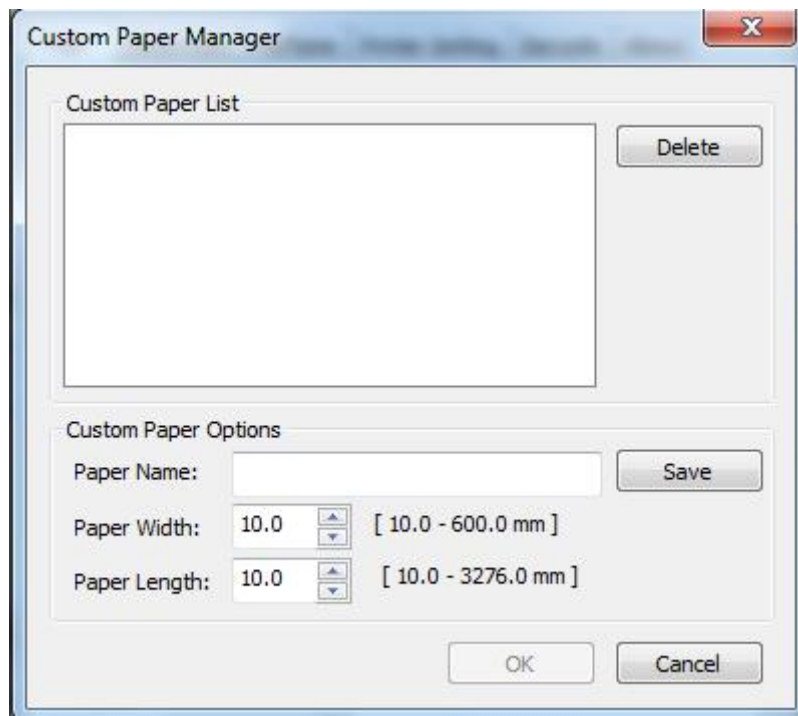 Custom Paper Manager
Custom Paper List
Delete
Custom Paper Options
Paper Name:
Save
Paper Width: 10.0 [ 10.0 - 600.0 mm ]
Paper Length: 10.0 [ 10.0 - 3276.0 mm ]
OK Cancel